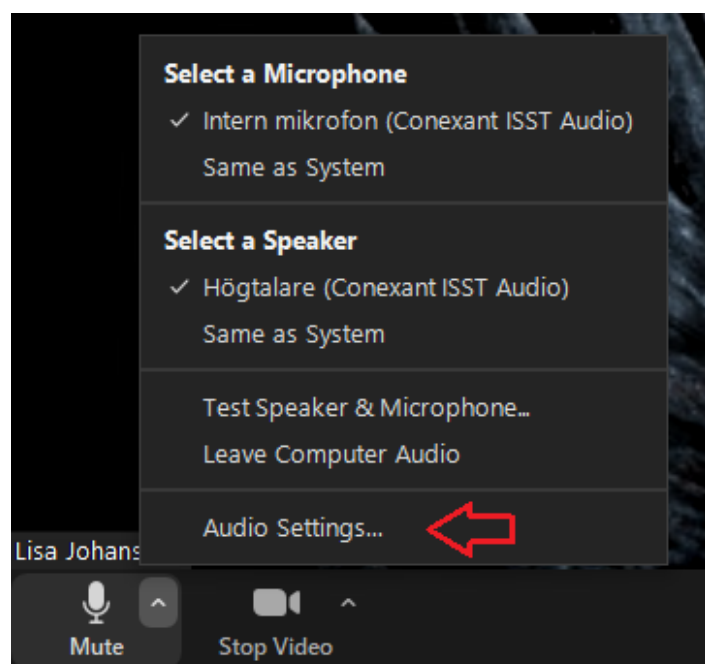 Select a Microphone
Intern mikrofon (Conexant ISST Audio)
Same as System
Select a Speaker
Högtalare (Conexant ISST Audio)
Same as System
Test Speaker & Microphone...
Leave Computer Audio
Audio Settings...
Lisa Johans
Mute
Stop Video